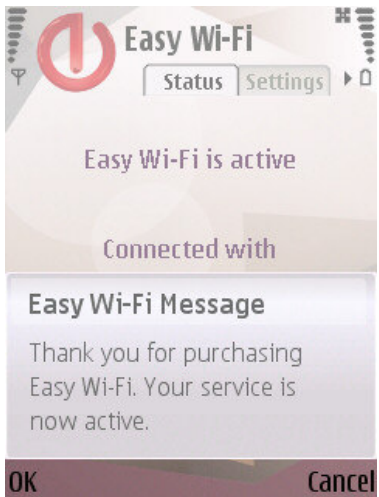 Easy Wi-Fi
Status Settings
Easy Wi-Fi is active
Connected with
Easy Wi-Fi Message
Thank you for purchasing
Easy Wi-Fi. Your service is
now active.
OK Cancel